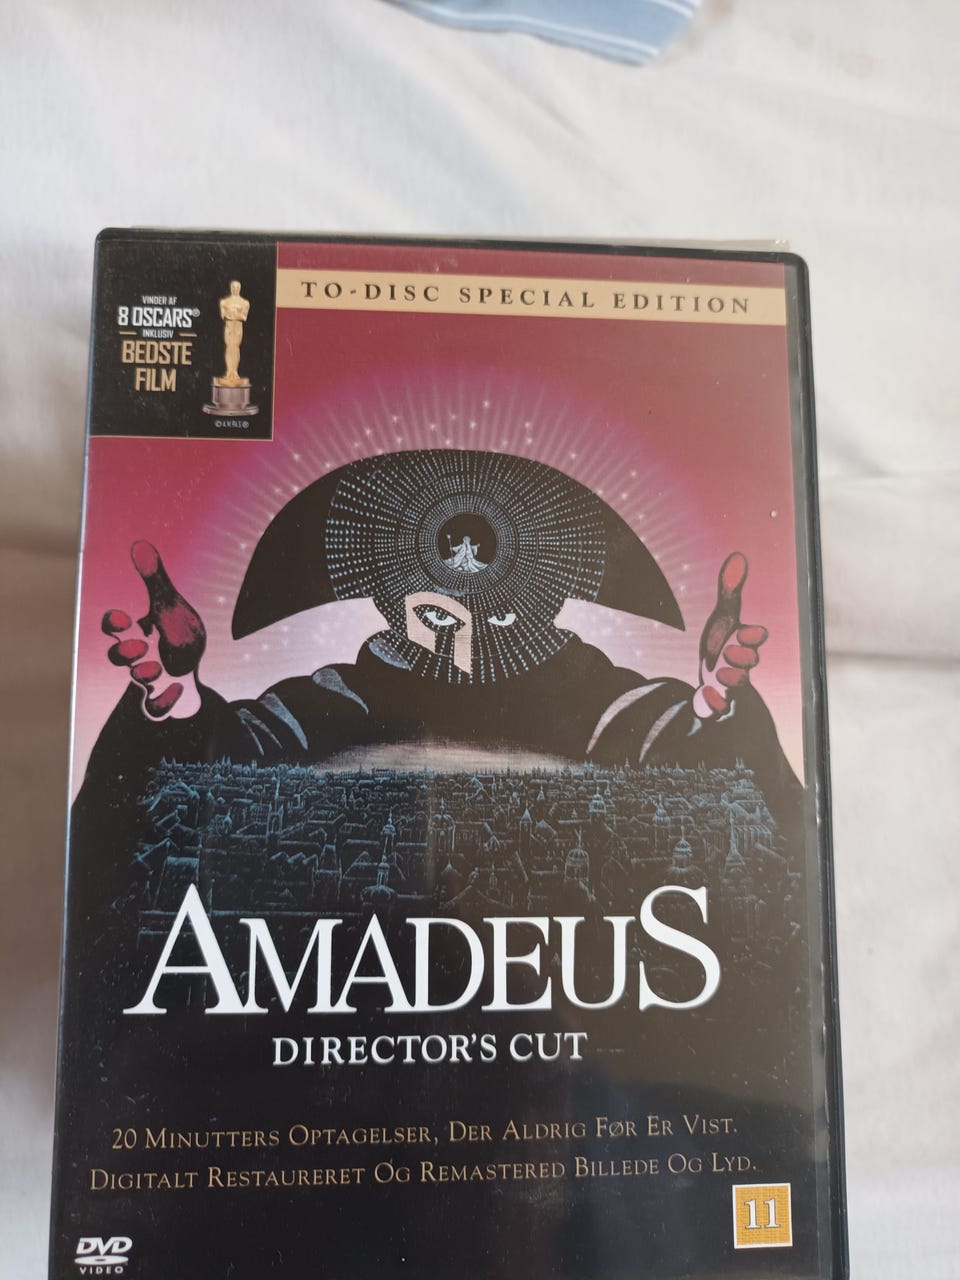 VINDER AF
8 OSCARS®
INKLUSIV
BEDSTE
FILM
TO-DISC SPECIAL EDITION
AMADEUS
DIRECTOR'S CUT
20 MINUTTERS OPTAGELSER, DER ALDRIG FØR ER VIST.
DIGITALT RESTAURERET OG REMASTERED BILLEDE OG LYD.
11
DVD
VIDEO